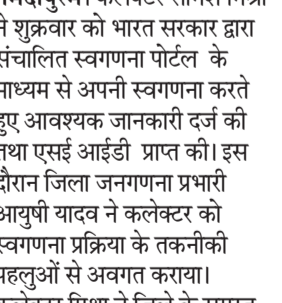 ने शुक्रवार को भारत सरकार द्वारा
संचालित स्वगणना पोर्टल के
माध्यम से अपनी स्वगणना करते
हुए आवश्यक जानकारी दर्ज की
तथा एसई आईडी प्राप्त की। इस
दौरान जिला जनगणना प्रभारी
आयुषी यादव ने कलेक्टर को
स्वगणना प्रक्रिया के तकनीकी
पहलुओं से अवगत कराया।